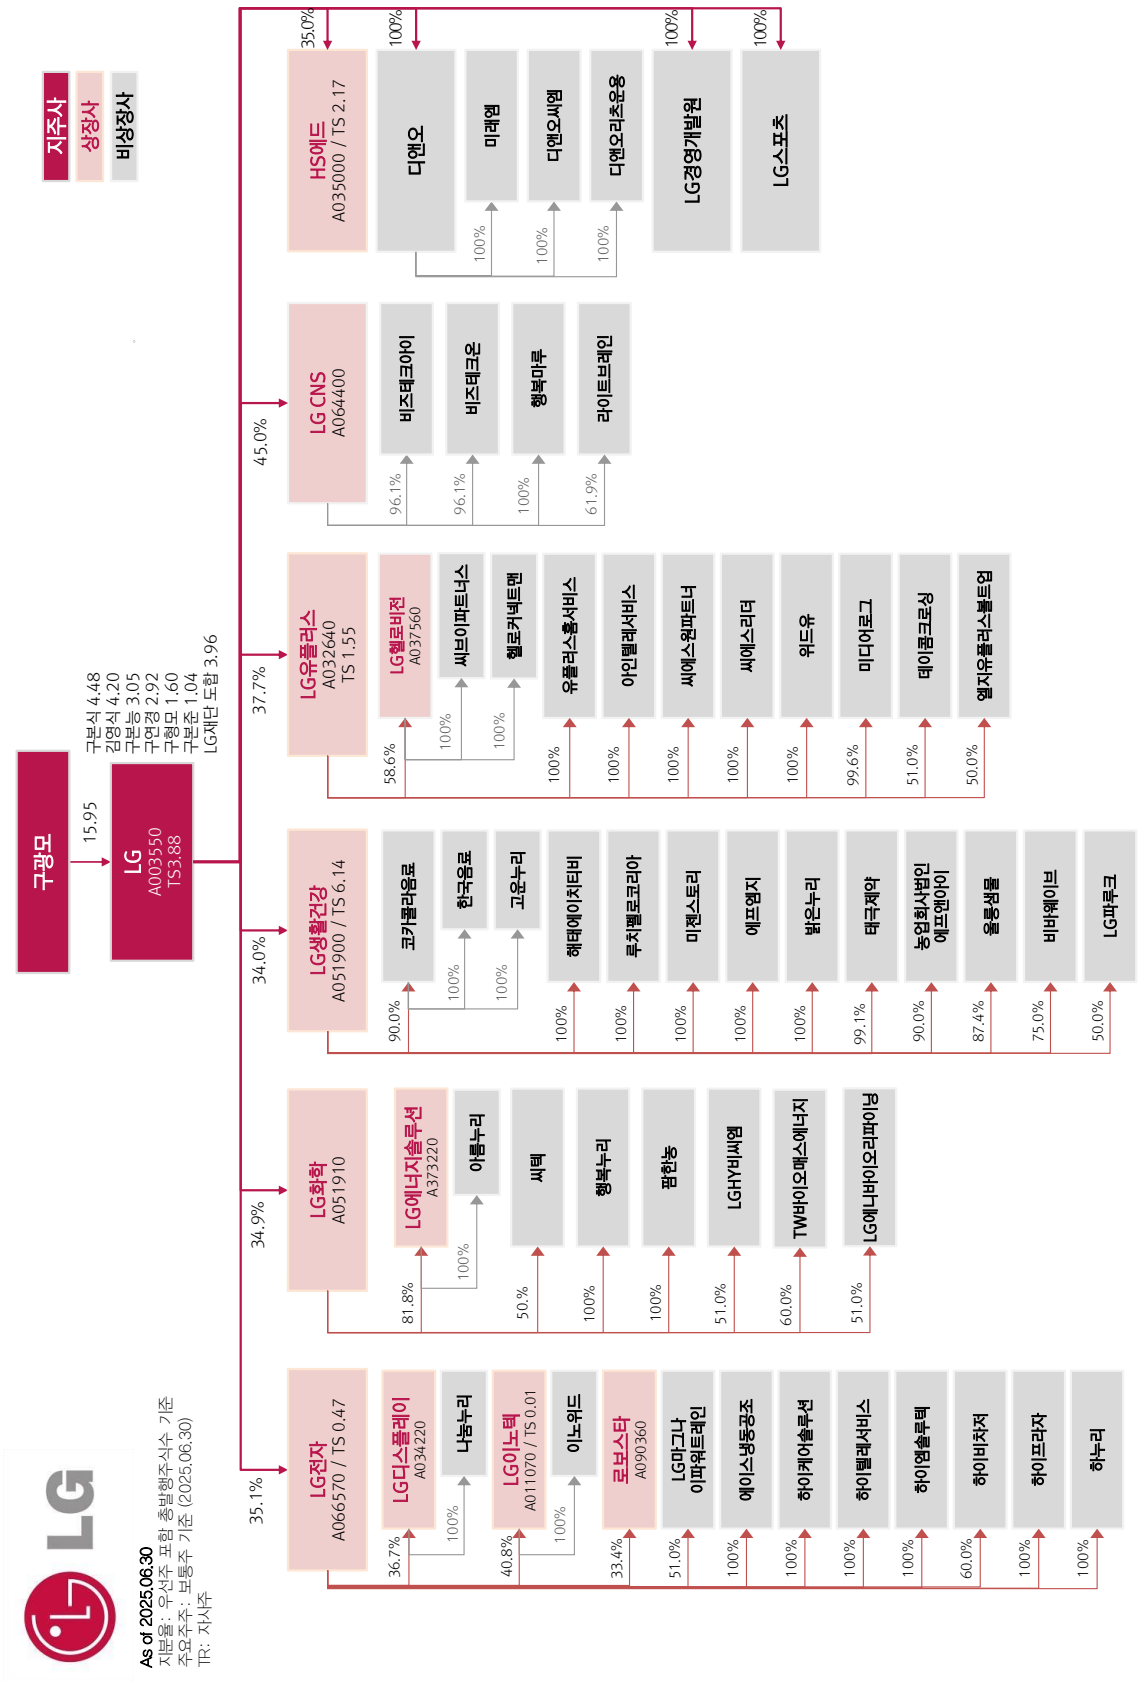 LG
As of 2025.06.30
지분율: 우선주 포함 총발행주식수 기준
주요주주: 보통주 기준 (2025.06.30)
TR: 자사주
구광모
15.95
LG
A003550
TS3.88
구본식 4.48
김영식 4.20
구본능 3.05
구연경 2.92
구형모 1.60
구본준 1.04
LG재단 도합 3.96
지주사
상장사
비상장사
35.1%
LG전자
A066570 / TS 0.47
36.7%
LG디스플레이
A034220
100%
나눔누리
40.8%
LG이노텍
A011070 / TS 0.01
100%
이노위드
33.4%
로보스타
A090360
51.0%
LG마그나
이파워트레인
100%
에이스냉동공조
100%
하이케어솔루션
100%
하이텔레서비스
100%
하이엠솔루텍
60.0%
하이비차저
100%
하이프라자
100%
하누리
34.9%
LG화학
A051910
81.8%
LG에너지솔루션
A373220
100%
아름누리
50.%
씨텍
100%
행복누리
100%
팜한농
51.0%
LGHY비씨엠
60.0%
TW바이오매스에너지
51.0%
LG에니바이오리파이닝
34.0%
LG생활건강
A051900 / TS 6.14
90.0%
코카콜라음료
100%
한국음료
100%
고운누리
100%
해태에이치티비
100%
루치펠로코리아
100%
미젠스토리
100%
에프엠지
100%
밝은누리
99.1%
태극제약
90.0%
농업회사법인
에프앤아이
87.4%
울릉샘물
75.0%
비바웨이브
50.0%
LG파루크
37.7%
LG유플러스
A032640
TS 1.55
58.6%
LG헬로비전
A037560
100%
씨브이파트너스
100%
헬로커넥트맨
100%
유플러스홈서비스
100%
아인텔레서비스
100%
씨에스원파트너
100%
씨에스리더
100%
위드유
99.6%
미디어로그
51.0%
데이콤크로싱
50.0%
엘지유플러스볼트업
45.0%
LG CNS
A064400
96.1%
비즈테크아이
96.1%
비즈테크온
100%
행복마루
61.9%
라이트브레인
35.0%
HS애드
A035000 / TS 2.17
100%
디앤오
100%
미래엠
100%
디앤오씨엠
100%
디앤오리츠운용
100%
LG경영개발원
100%
LG스포츠